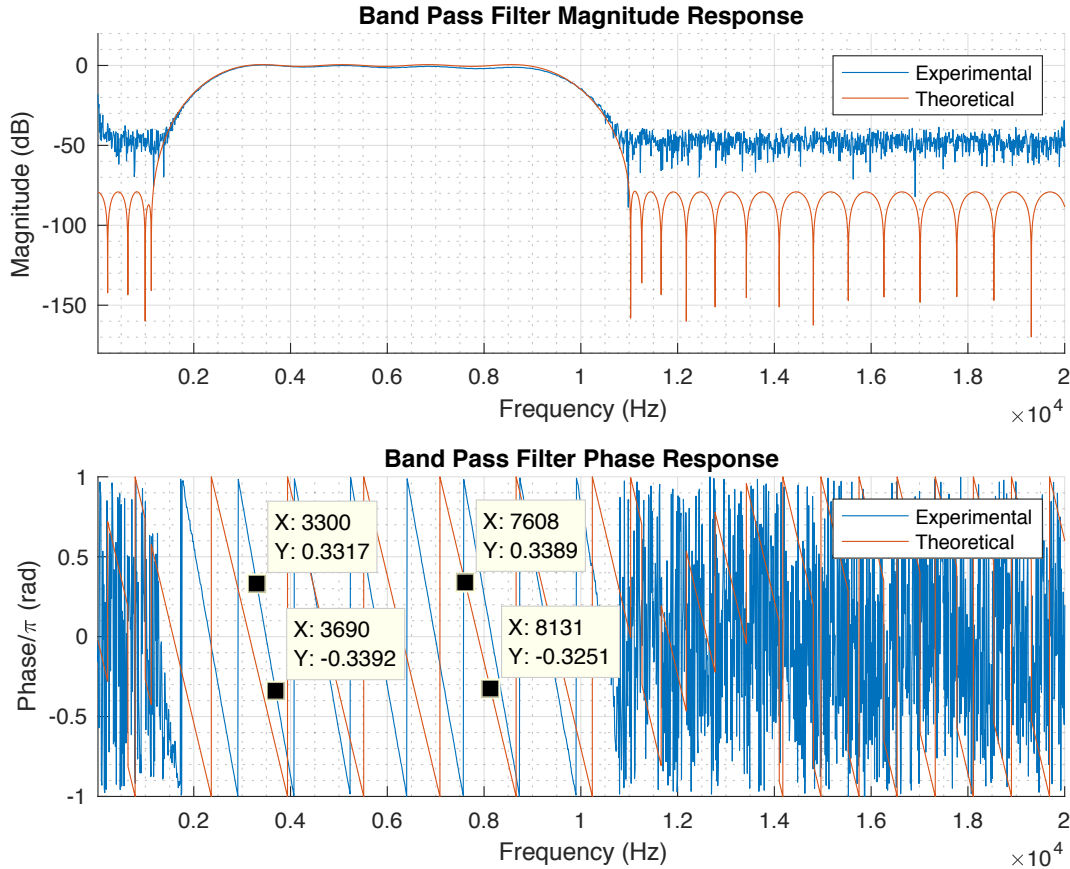 Band Pass Filter Magnitude Response
Magnitude (dB)
0
-50
-100
-150
Experimental
Theoretical
0.2 0.4 0.6 0.8 1 1.2 1.4 1.6 1.8 2
Frequency (Hz)
×10⁴
Band Pass Filter Phase Response
Phase/π (rad)
1
0.5
0
-0.5
-1
X: 3300
Y: 0.3317
X: 3690
Y: -0.3392
X: 7608
Y: 0.3389
X: 8131
Y: -0.3251
Experimental
Theoretical
0.2 0.4 0.6 0.8 1 1.2 1.4 1.6 1.8 2
Frequency (Hz)
×10⁴